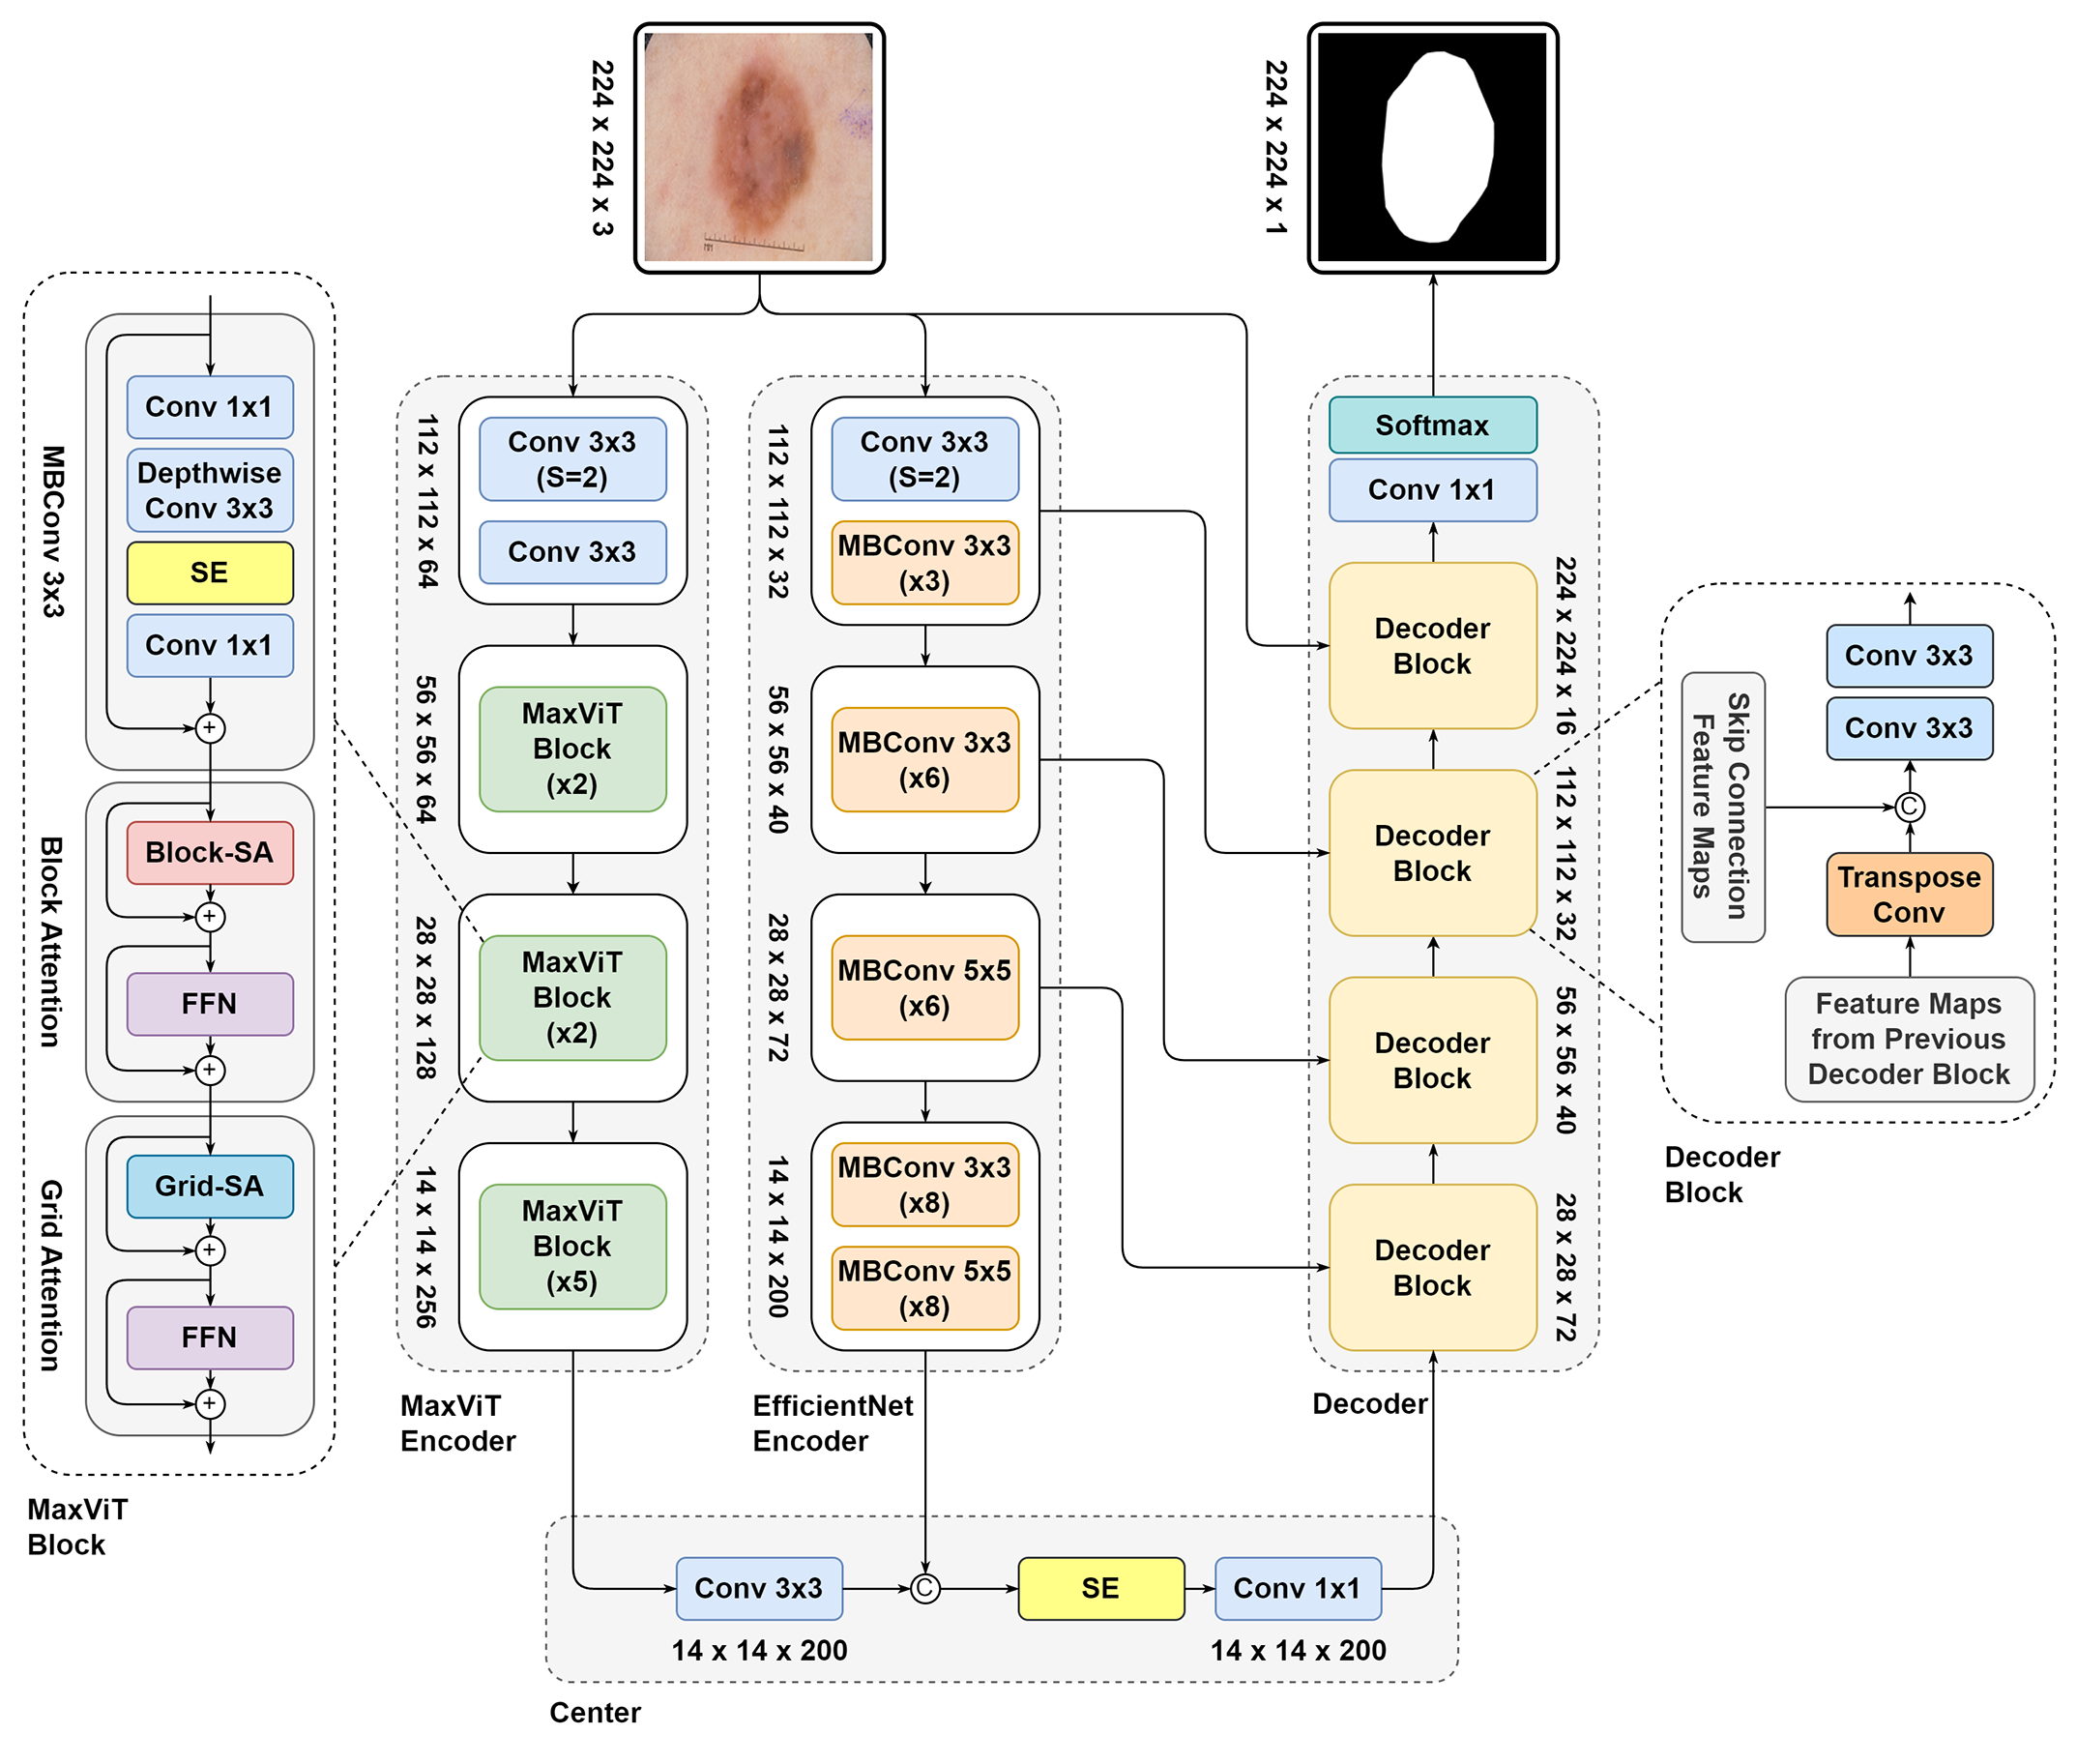 224 x 224 x 3
MM
224 x 224 x 1
MBConv 3x3
Conv 1x1
Depthwise
Conv 3x3
SE
Conv 1x1
+
Block Attention
Block-SA
+
FFN
+
Grid Attention
Grid-SA
+
FFN
+
MaxViT
Block
112 x 112 x 64
Conv 3x3
(S=2)
Conv 3x3
56 x 56 x 64
MaxViT
Block
(x2)
28 x 28 x 128
MaxViT
Block
(x2)
14 x 14 x 256
MaxViT
Block
(x5)
MaxViT
Encoder
112 x 112 x 32
Conv 3x3
(S=2)
MBConv 3x3
(x3)
56 x 56 x 40
MBConv 3x3
(x6)
28 x 28 x 72
MBConv 5x5
(x6)
14 x 14 x 200
MBConv 3x3
(x8)
MBConv 5x5
(x8)
EfficientNet
Encoder
Softmax
Conv 1x1
Decoder
Block
224 x 224 x 16
Decoder
Block
112 x 112 x 32
Decoder
Block
56 x 56 x 40
Decoder
Block
28 x 28 x 72
Decoder
Conv 3x3
Conv 3x3
Skip Connection
Feature Maps
C
Transpose
Conv
Feature Maps
from Previous
Decoder Block
Decoder
Block
Conv 3x3
C
SE
Conv 1x1
14 x 14 x 200
14 x 14 x 200
Center